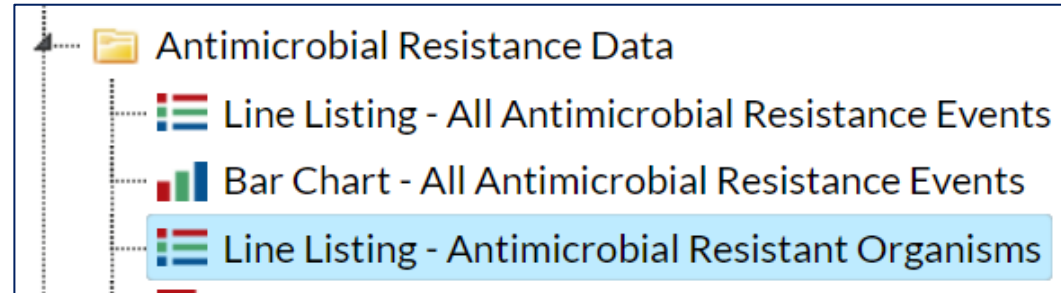 Antimicrobial Resistance Data
Line Listing - All Antimicrobial Resistance Events
Bar Chart - All Antimicrobial Resistance Events
Line Listing - Antimicrobial Resistant Organisms